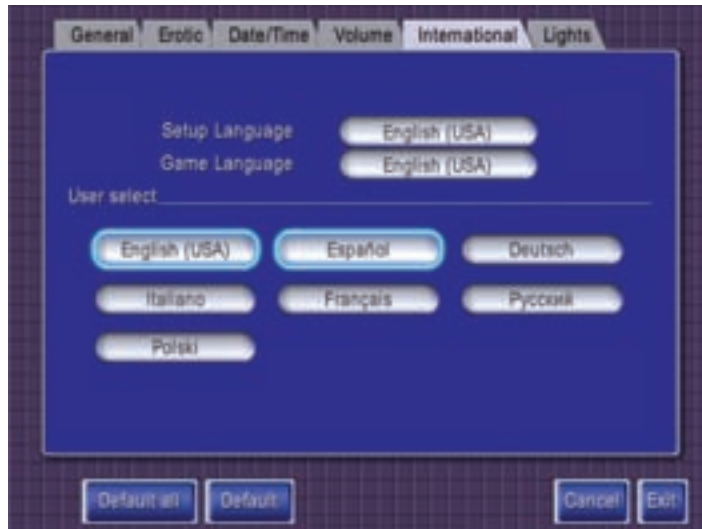 General Erotic Date/Time Volume International Lights
Setup Language English (USA)
Game Language English (USA)
User select
English (USA) Español Deutsch
Italiano Français Русский
Polski
Default all Default Cancel Exit